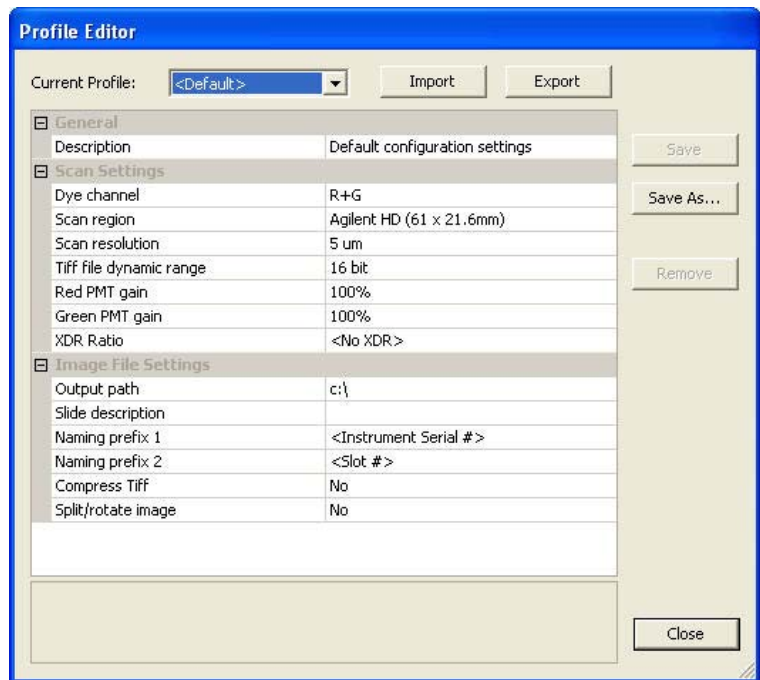 Profile Editor
Current Profile: <Default> Import Export
General
Description Default configuration settings
Save
Scan Settings
Dye channel R+G
Save As...
Scan region Agilent HD (61 x 21.6mm)
Scan resolution 5 um
Tiff file dynamic range 16 bit
Remove
Red PMT gain 100%
Green PMT gain 100%
XDR Ratio <No XDR>
Image File Settings
Output path c:\
Slide description
Naming prefix 1 <Instrument Serial #>
Naming prefix 2 <Slot #>
Compress Tiff No
Split/rotate image No
Close